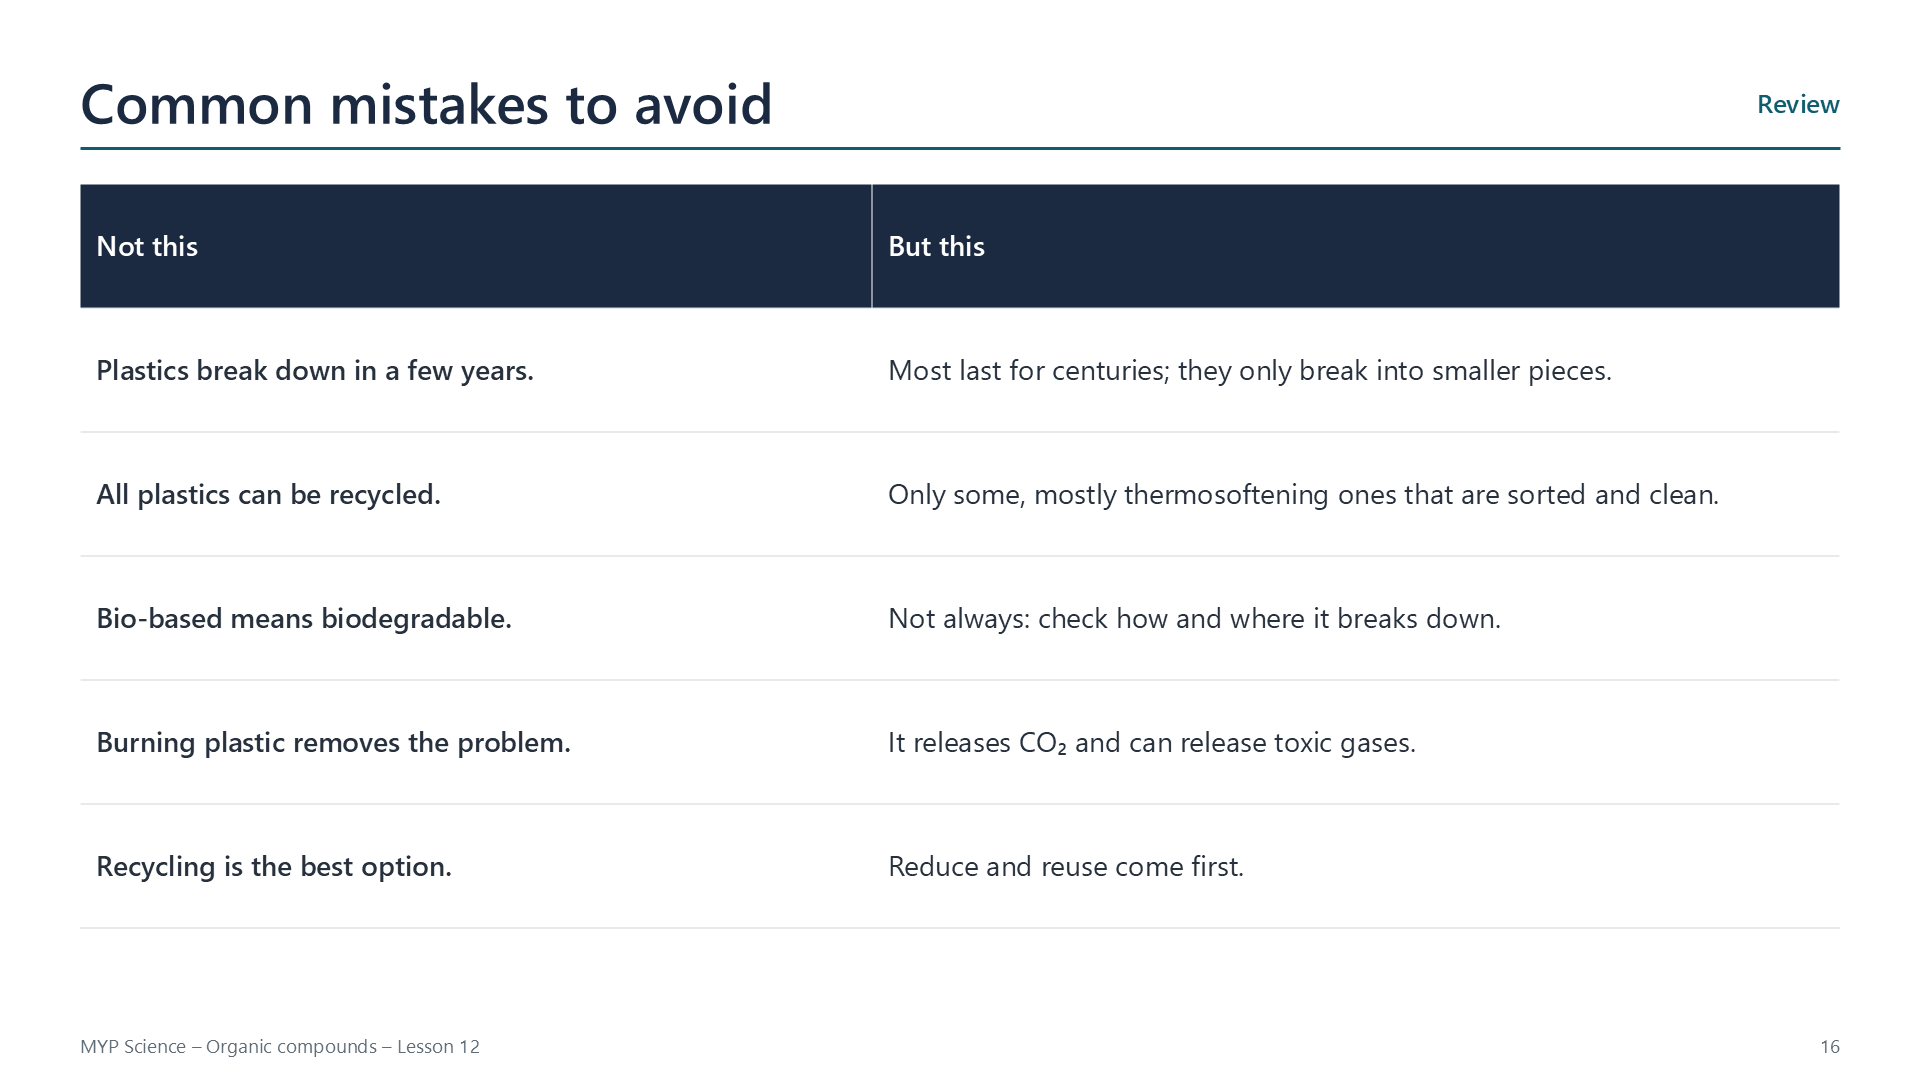 Common mistakes to avoid
Review
Not this
But this
Plastics break down in a few years.
Most last for centuries; they only break into smaller pieces.
All plastics can be recycled.
Only some, mostly thermosoftening ones that are sorted and clean.
Bio-based means biodegradable.
Not always: check how and where it breaks down.
Burning plastic removes the problem.
It releases CO₂ and can release toxic gases.
Recycling is the best option.
Reduce and reuse come first.
MYP Science – Organic compounds – Lesson 12
16